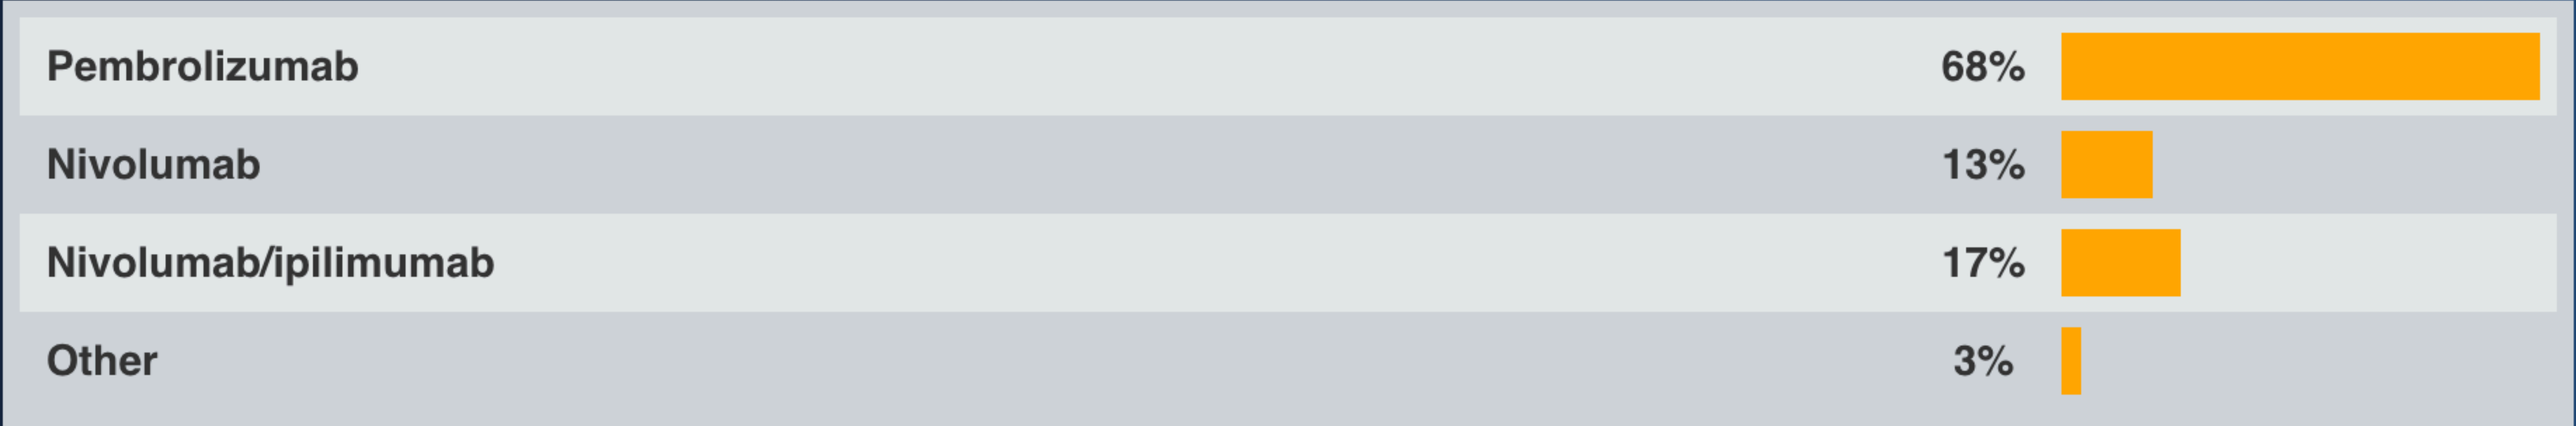 Pembrolizumab 68%
Nivolumab 13%
Nivolumab/ipilimumab 17%
Other 3%